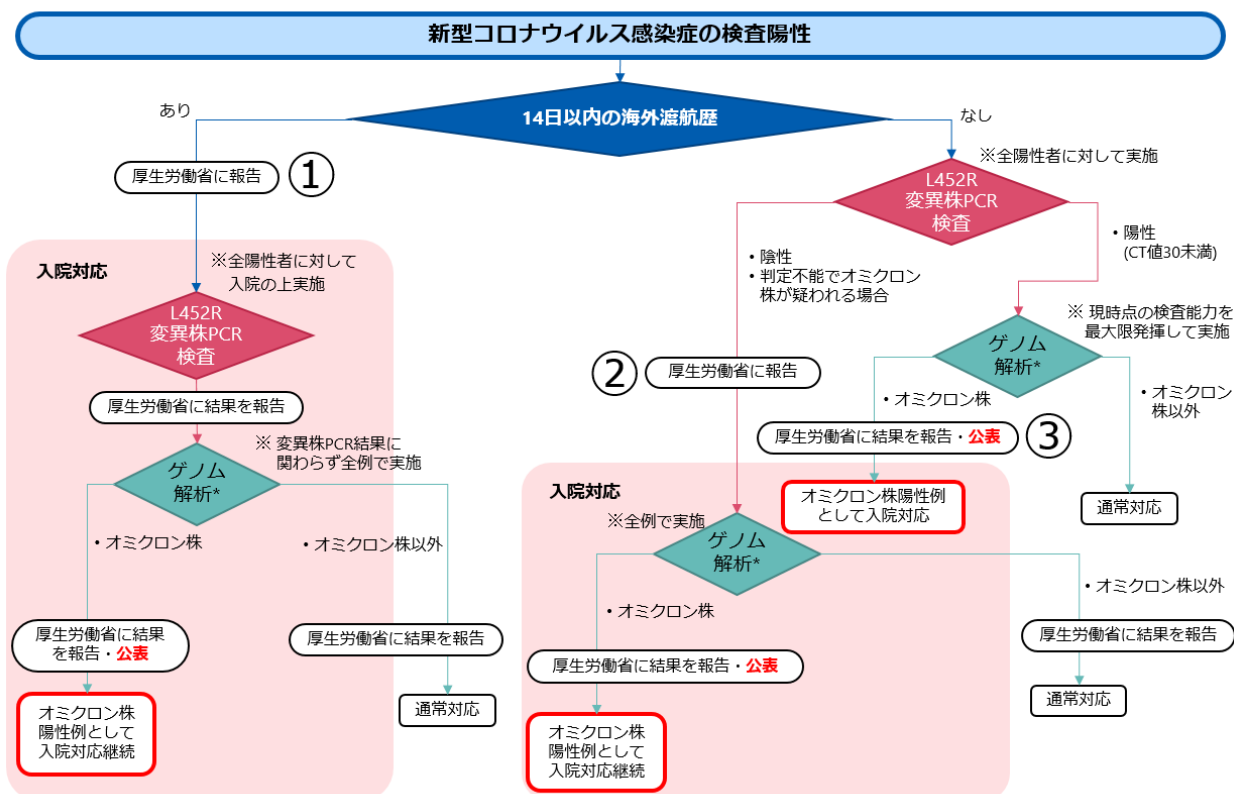 新型コロナウイルス感染症の検査陽性
14日以内の海外渡航歴
あり
なし
厚生労働省に報告
①
※全陽性者に対して実施
L452R
変異株PCR
検査
入院対応
※全陽性者に対して
入院の上実施
L452R
変異株PCR
検査
厚生労働省に結果を報告
※ 変異株PCR結果に
関わらず全例で実施
ゲノム
解析*
・オミクロン株
・オミクロン株以外
厚生労働省に結果
を報告・公表
厚生労働省に結果を報告
オミクロン株
陽性例として
入院対応継続
通常対応
・陰性
・判定不能でオミクロン
株が疑われる場合
・陽性
(CT値30未満)
※ 現時点の検査能力を
最大限発揮して実施
ゲノム
解析*
②
厚生労働省に報告
・オミクロン株
・オミクロン
株以外
厚生労働省に結果を報告・公表
③
オミクロン株陽性例
として入院対応
通常対応
入院対応
※全例で実施
ゲノム
解析*
・オミクロン株
・オミクロン株以外
厚生労働省に結果を報告・公表
厚生労働省に結果を報告
オミクロン株
陽性例として
入院対応継続
通常対応